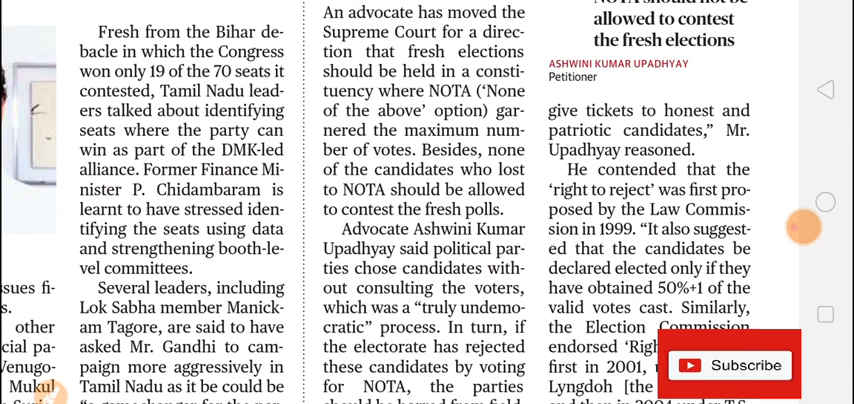 ssues fi-
s.
other
cial pa-
Venugo-
Mukul
Fresh from the Bihar de-
bacle in which the Congress
won only 19 of the 70 seats it
contested, Tamil Nadu lead-
ers talked about identifying
seats where the party can
win as part of the DMK-led
alliance. Former Finance Mi-
nister P. Chidambaram is
learnt to have stressed iden-
tifying the seats using data
and strengthening booth-le-
vel committees.
Several leaders, including
Lok Sabha member Manick-
am Tagore, are said to have
asked Mr. Gandhi to cam-
paign more aggressively in
Tamil Nadu as it be could be
An advocate has moved the
Supreme Court for a direc-
tion that fresh elections
should be held in a consti-
tuency where NOTA (‘None
of the above’ option) gar-
nered the maximum num-
ber of votes. Besides, none
of the candidates who lost
to NOTA should be allowed
to contest the fresh polls.
Advocate Ashwini Kumar
Upadhyay said political par-
ties chose candidates with-
out consulting the voters,
which was a “truly undemo-
cratic” process. In turn, if
the electorate has rejected
these candidates by voting
for NOTA, the parties
NOTA should not be
allowed to contest
the fresh elections
ASHWINI KUMAR UPADHYAY
Petitioner
give tickets to honest and
patriotic candidates,” Mr.
Upadhyay reasoned.
He contended that the
‘right to reject’ was first pro-
posed by the Law Commis-
sion in 1999. “It also suggest-
ed that the candidates be
declared elected only if they
have obtained 50%+1 of the
valid votes cast. Similarly,
the Election Commission
endorsed ‘Righ
first in 2001, u
Lyngdoh [the
Subscribe